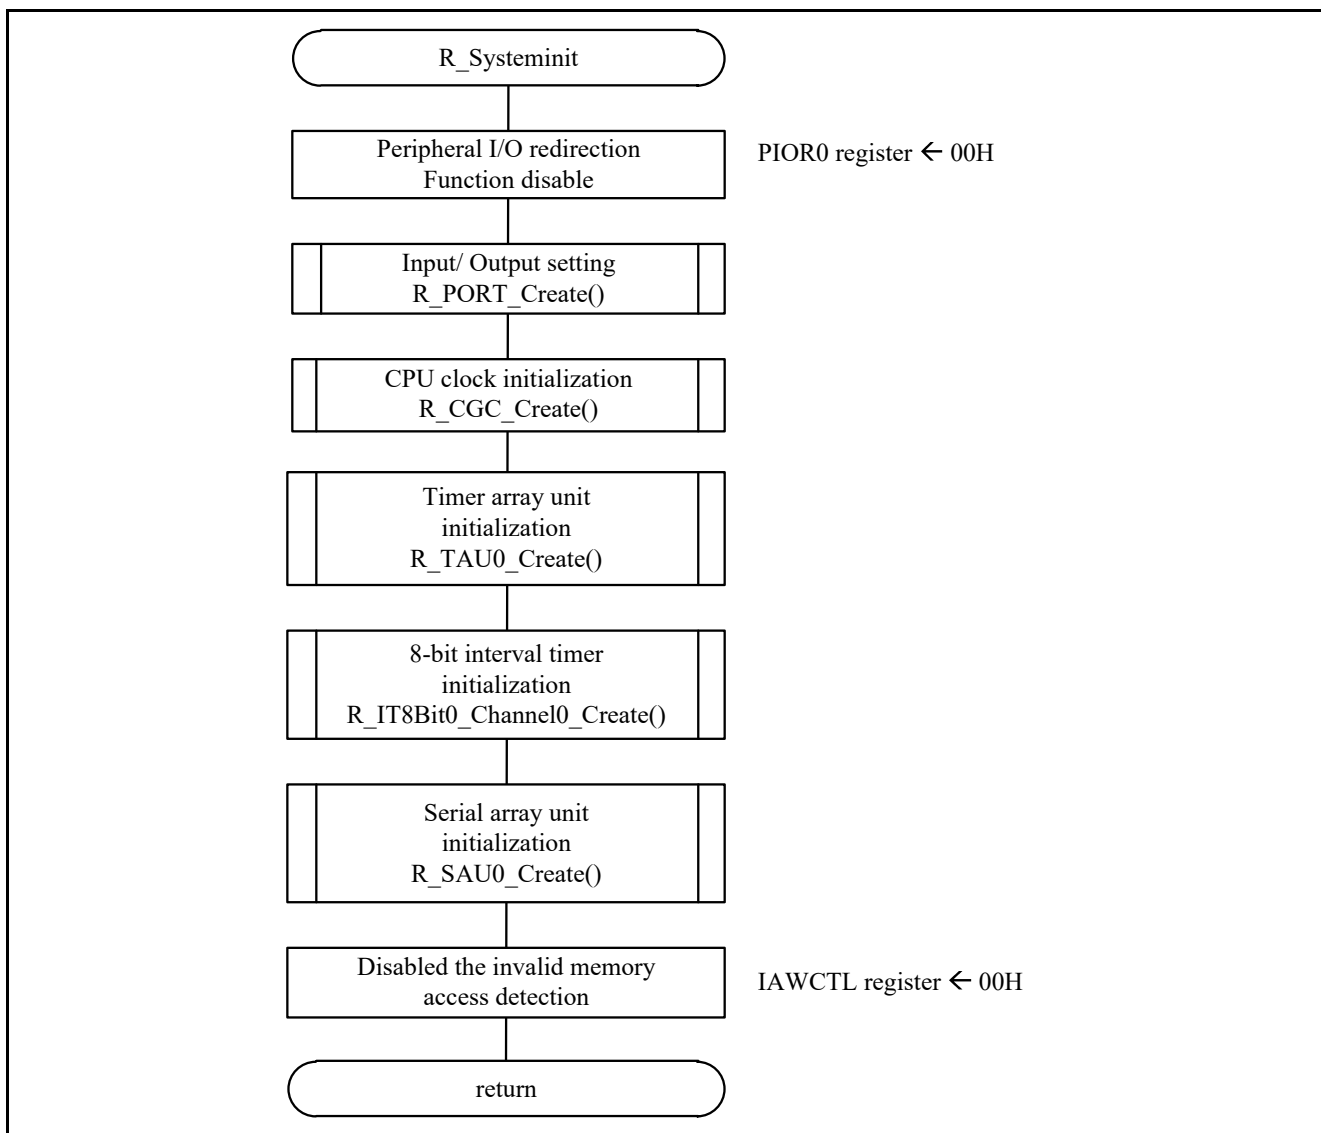 R_Systeminit
Peripheral I/O redirection
Function disable
PIOR0 register ← 00H
Input/ Output setting
R_PORT_Create()
CPU clock initialization
R_CGC_Create()
Timer array unit
initialization
R_TAU0_Create()
8-bit interval timer
initialization
R_IT8Bit0_Channel0_Create()
Serial array unit
initialization
R_SAU0_Create()
Disabled the invalid memory
access detection
IAWCTL register ← 00H
return